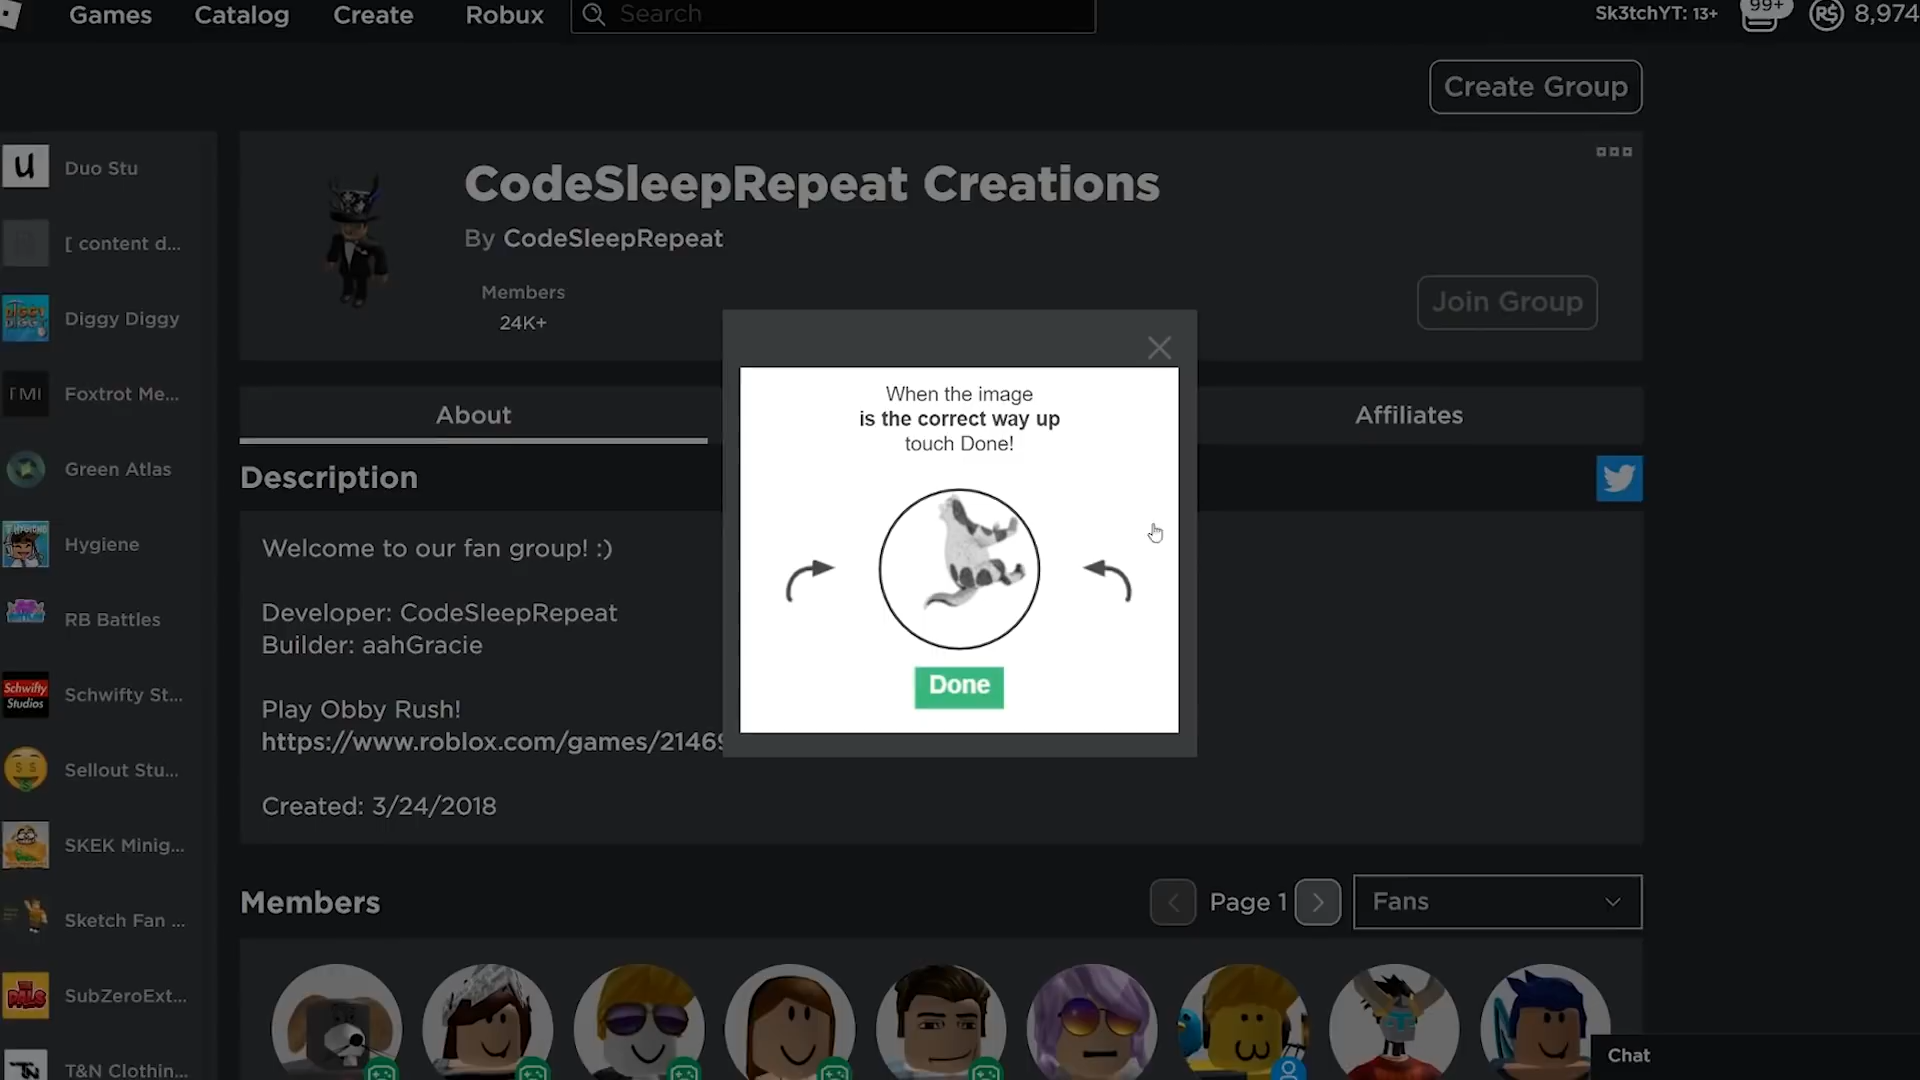 Games
Catalog
Create
Robux
Search
Sk3tchYT: 13+
99+
8,974
Create Group
Duo Stu
[ content d...
Diggy Diggy
Foxtrot Me...
Green Atlas
Hygiene
RB Battles
Schwifty St...
Sellout Stu...
SKEK Minig...
Sketch Fan ...
SubZeroExt...
T&N Clothin...
CodeSleepRepeat Creations
By CodeSleepRepeat
Members
24K+
Join Group
About
Affiliates
Description
Welcome to our fan group! :)
Developer: CodeSleepRepeat
Builder: aahGracie
Play Obby Rush!
https://www.roblox.com/games/21469
Created: 3/24/2018
When the image
is the correct way up
touch Done!
Done
Members
Page 1
Fans
Chat
Schwifty
Studios
PALS